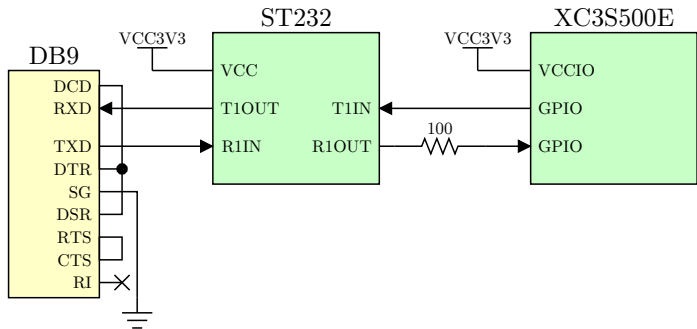 DB9
DCD
RXD
TXD
DTR
SG
DSR
RTS
CTS
RI
VCC3V3
ST232
VCC
T1OUT
T1IN
R1IN
R1OUT
100
VCC3V3
XC3S500E
VCCIO
GPIO
GPIO